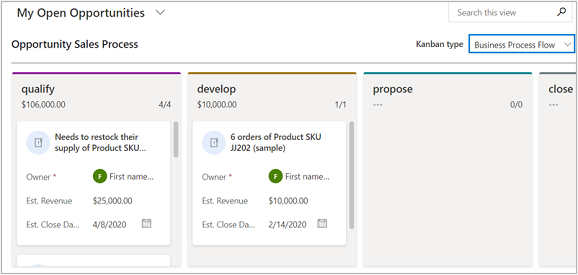 My Open Opportunities
Search this view
Opportunity Sales Process
Kanban type
Business Process Flow
qualify
$106,000.00 4/4
Needs to restock their
supply of Product SKU...
Owner * F First name...
Est. Revenue $25,000.00
Est. Close Da... 4/8/2020
develop
$10,000.00 1/1
6 orders of Product SKU
JJ202 (sample)
Owner * F First name...
Est. Revenue $10,000.00
Est. Close Da... 2/14/2020
propose
--- 0/0
close
---